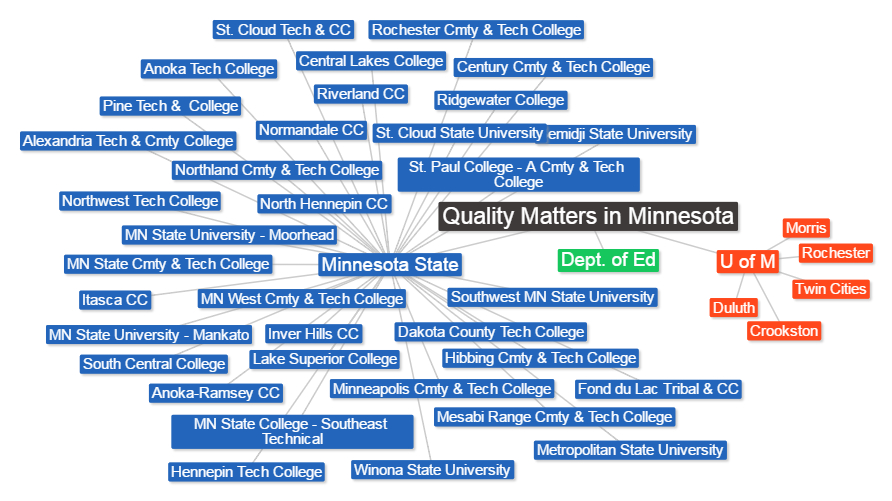 St. Cloud Tech & CC
Rochester Cmty & Tech College
Central Lakes College
Anoka Tech College
Century Cmty & Tech College
Riverland CC
Ridgewater College
Pine Tech &  College
Normandale CC
St. Cloud State University
emidji State University
Alexandria Tech & Cmty College
Northland Cmty & Tech College
St. Paul College - A Cmty & Tech
College
Northwest Tech College
North Hennepin CC
Quality Matters in Minnesota
Morris
MN State University - Moorhead
Rochester
Dept. of Ed
U of M
MN State Cmty & Tech College
Minnesota State
Twin Cities
Itasca CC
MN West Cmty & Tech College
Southwest MN State University
Duluth
Crookston
MN State University - Mankato
Inver Hills CC
Dakota County Tech College
South Central College
Lake Superior College
Hibbing Cmty & Tech College
Anoka-Ramsey CC
Minneapolis Cmty & Tech College
Fond du Lac Tribal & CC
Mesabi Range Cmty & Tech College
MN State College - Southeast
Technical
Metropolitan State University
Hennepin Tech College
Winona State University